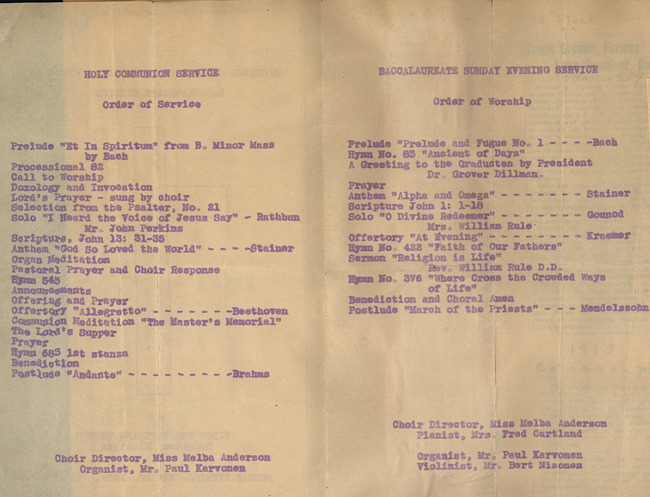 HOLY COMMUNION SERVICE
Order of Service
Prelude "Et In Spiritum" from B. Minor Mass
by Bach
Processional 82
Call to Worship
Doxology and Invocation
Lord's Prayer - sung by choir
Selection from the Psalter, No. 21
Solo "I Heard the Voice of Jesus Say" - Rathbun
Mr. John Perkins
Scripture, John 13: 31-35
Anthem "God So Loved the World" - - - -Stainer
Organ Meditation
Pastoral Prayer and Choir Response
Hymn 545
Announcements
Offering and Prayer
Offertory "Allegretto" - - - - - - -Beethoven
Communion Meditation "The Master's Memorial"
The Lord's Supper
Prayer
Hymn 683 1st stanza
Benediction
Postlude "Andante" - - - - - - - - -Brahms
Choir Director, Miss Melba Anderson
Organist, Mr. Paul Karvonen
BACCALAUREATE SUNDAY EVENING SERVICE
Order of Worship
Prelude "Prelude and Fugue No. 1 - - - -Bach
Hymn No. 83 "Ancient of Days"
A Greeting to the Graduates by President
Dr. Grover Dillman.
Prayer
Anthem "Alpha and Omega" - - - - - - - Stainer
Scripture John 1: 1-18
Solo "O Divine Redeemer" - - - - - - - Gounod
Mrs. William Rule
Offertory "At Evening" - - - - - - - - Kraemer
Hymn No. 422 "Faith of Our Fathers"
Sermon "Religion is Life"
Rev. William Rule D.D.
Hymn No. 376 "Where Cross the Crowded Ways
of Life"
Benediction and Choral Amen
Postlude "March of the Priests" - - - Mendelssohn
Choir Director, Miss Melba Anderson
Pianist, Mrs. Fred Cartland
Organist, Mr. Paul Karvonen
Violinist, Mr. Bert Nisonen